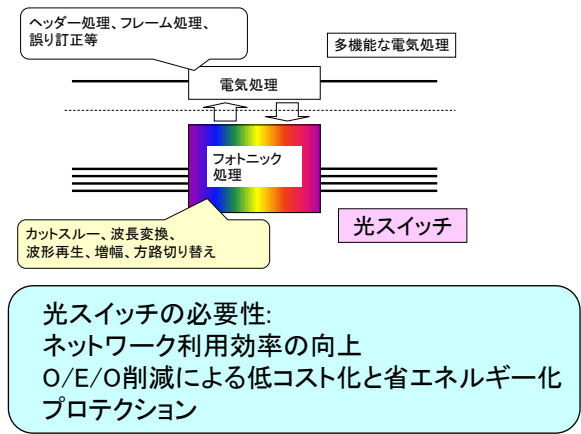 ヘッダー処理、フレーム処理、
誤り訂正等
多機能な電気処理
電気処理
フォトニック
処理
カットスルー、波長変換、
波形再生、増幅、方路切り替え
光スイッチ
光スイッチの必要性:
ネットワーク利用効率の向上
O/E/O削減による低コスト化と省エネルギー化
プロテクション